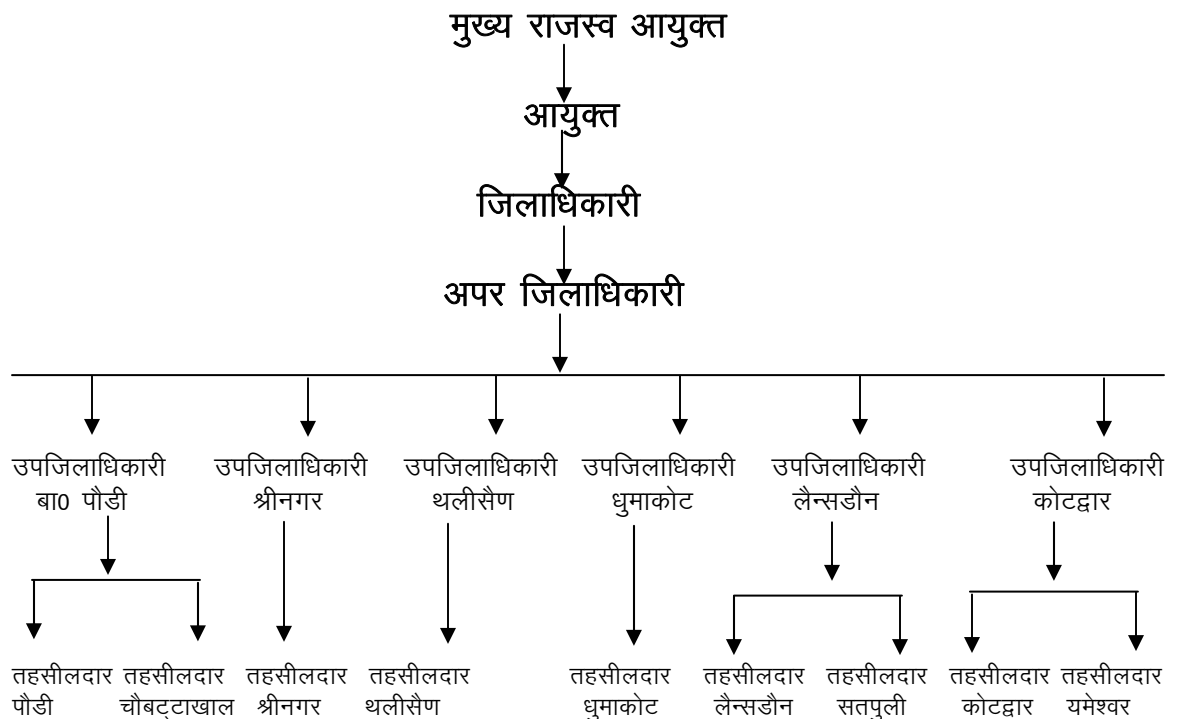 मुख्य राजस्व आयुक्त
आयुक्त
जिलाधिकारी
अपर जिलाधिकारी
उपजिलाधिकारी उपजिलाधिकारी उपजिलाधिकारी उपजिलाधिकारी उपजिलाधिकारी उपजिलाधिकारी
बा0 पौडी श्रीनगर थलीसैण धुमाकोट लैन्सडौन कोटद्वार
तहसीलदार तहसीलदार तहसीलदार तहसीलदार तहसीलदार तहसीलदार तहसीलदार तहसीलदार तहसीलदार
पौडी चौबट्टाखाल श्रीनगर थलीसैण धुमाकोट लैन्सडौन सतपुली कोटद्वार यमेश्वर